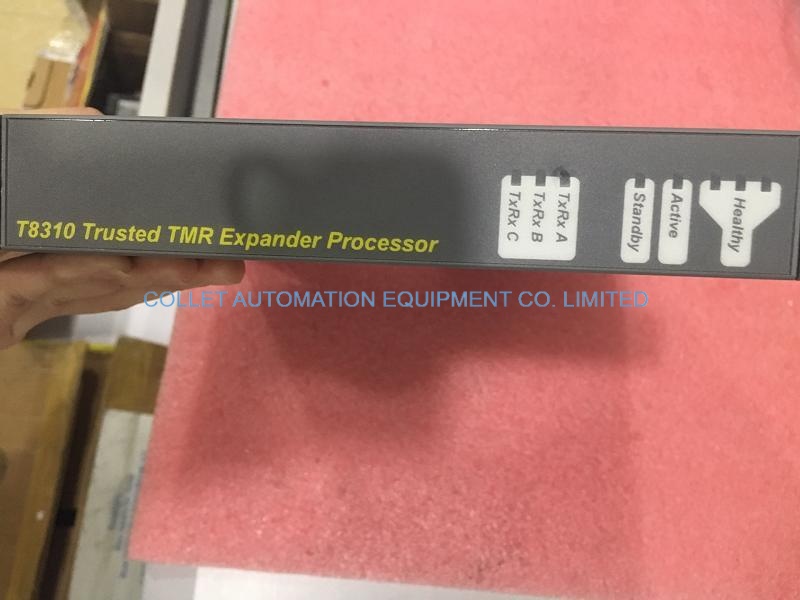 T8310 Trusted TMR Expander Processor
TxRx A
TxRx B
TxRx C
Standby
Active
Healthy
COLLET AUTOMATION EQUIPMENT CO. LIMITED